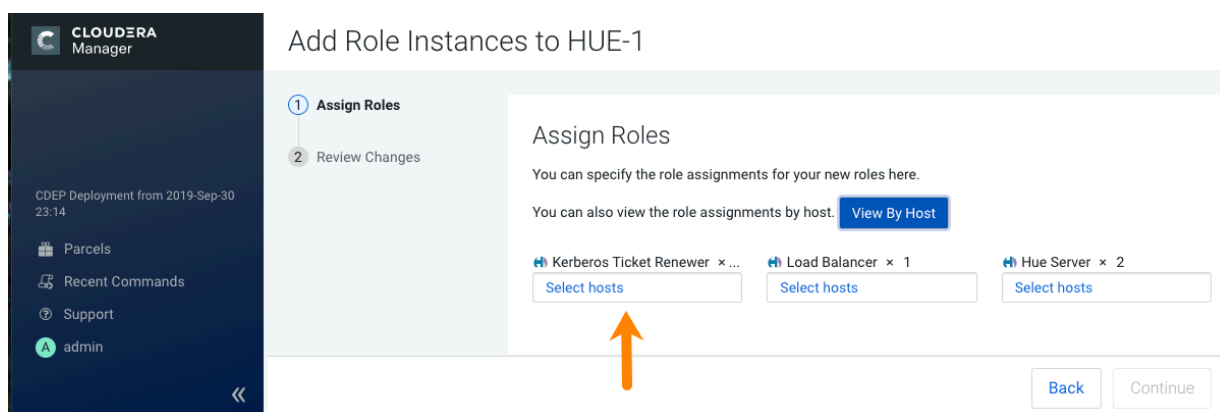 CLOUDERA
Manager
Add Role Instances to HUE-1
1 Assign Roles
2 Review Changes
Assign Roles
You can specify the role assignments for your new roles here.
You can also view the role assignments by host. View By Host
Kerberos Ticket Renewer × ...
Load Balancer × 1
Hue Server × 2
Select hosts
Select hosts
Select hosts
CDEP Deployment from 2019-Sep-30
23:14
Parcels
Recent Commands
Support
A admin
«
Back
Continue